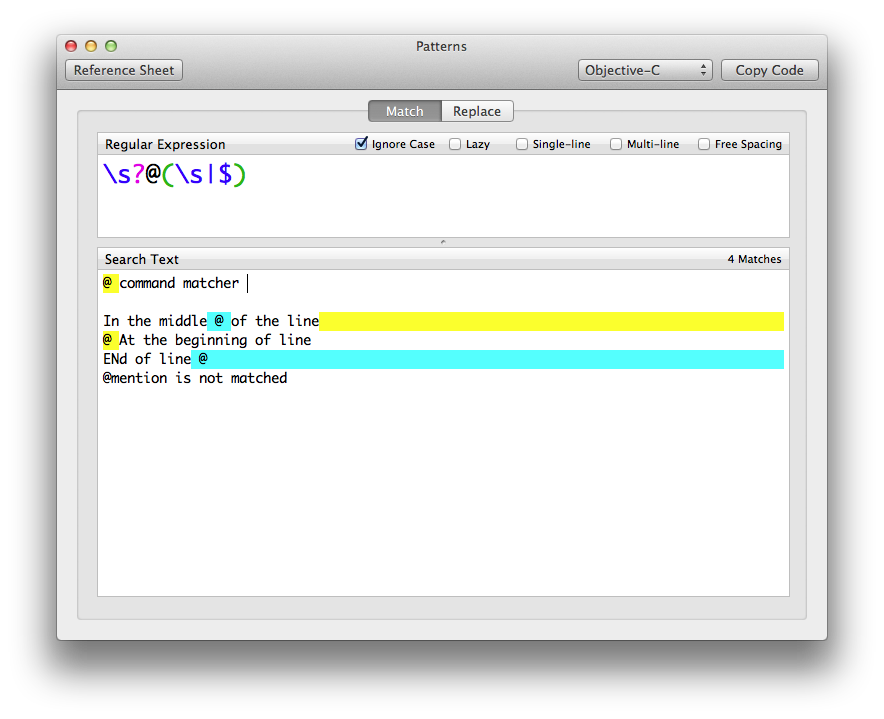 Patterns
Reference Sheet Objective-C Copy Code
Match Replace
Regular Expression Ignore Case Lazy Single-line Multi-line Free Spacing
\s?@(\s|$)
Search Text 4 Matches
@ command matcher
In the middle @ of the line
@ At the beginning of line
ENd of line @
@mention is not matched